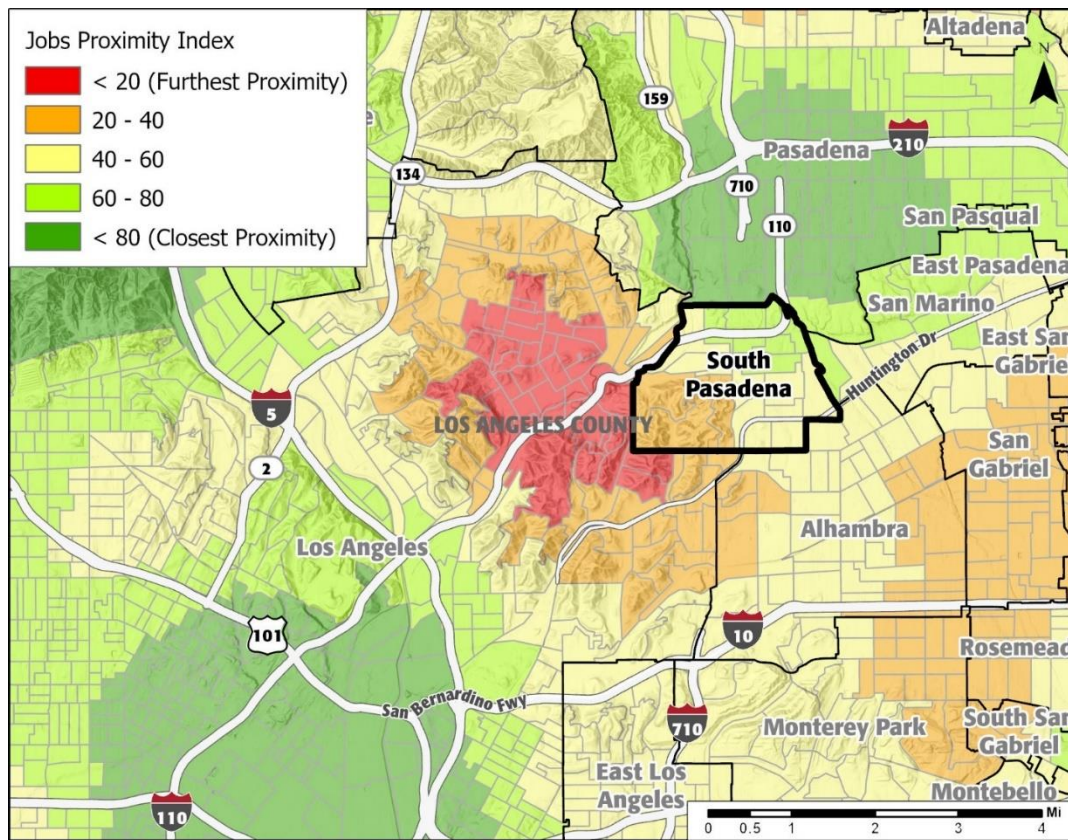 Jobs Proximity Index
< 20 (Furthest Proximity)
20 - 40
40 - 60
60 - 80
< 80 (Closest Proximity)
Altadena
N
159
Pasadena
210
134
710
110
San Pasqual
East Pasadena
San Marino
East San
Gabriel
Huntington Dr
South
Pasadena
LOS ANGELES COUNTY
5
2
San
Gabriel
Los Angeles
Alhambra
101
10
Rosemead
San Bernardino Fwy
710
Monterey Park
South San
Gabriel
East Los
Angeles
Montebello
110
Mi
0 0.5 1 2 3 4